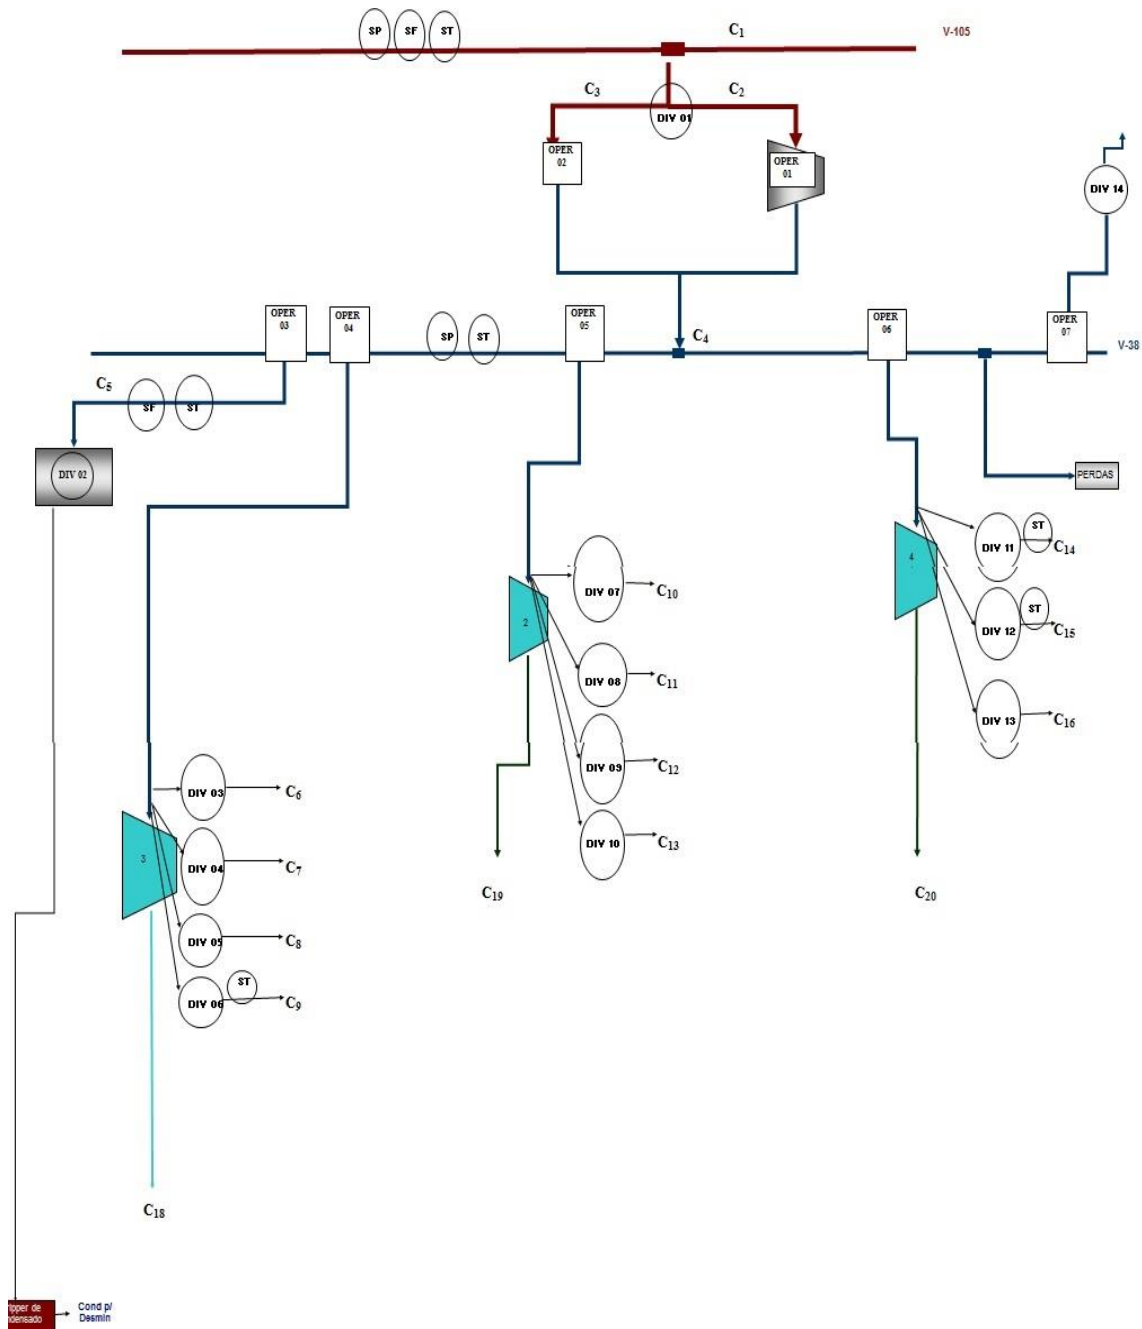 SP SF ST C1 V-105
C3 C2
DIV 01
OPER
02
OPER
01
DIV 14
OPER
03
OPER
04
SP ST
OPER
05
C4
OPER
06
OPER
07
V-38
C5
SF ST
DIV 02
PERDAS
DIV 11 ST C14
4
DIV 07 C10
2
DIV 12 ST C15
DIV 08 C11
DIV 13 C16
DIV 09 C12
DIV 03 C6
DIV 10 C13
3
DIV 04 C7
C19
C20
DIV 05 C8
DIV 06 ST C9
C18
ripper de
ndensado
Cond p/
Desmin